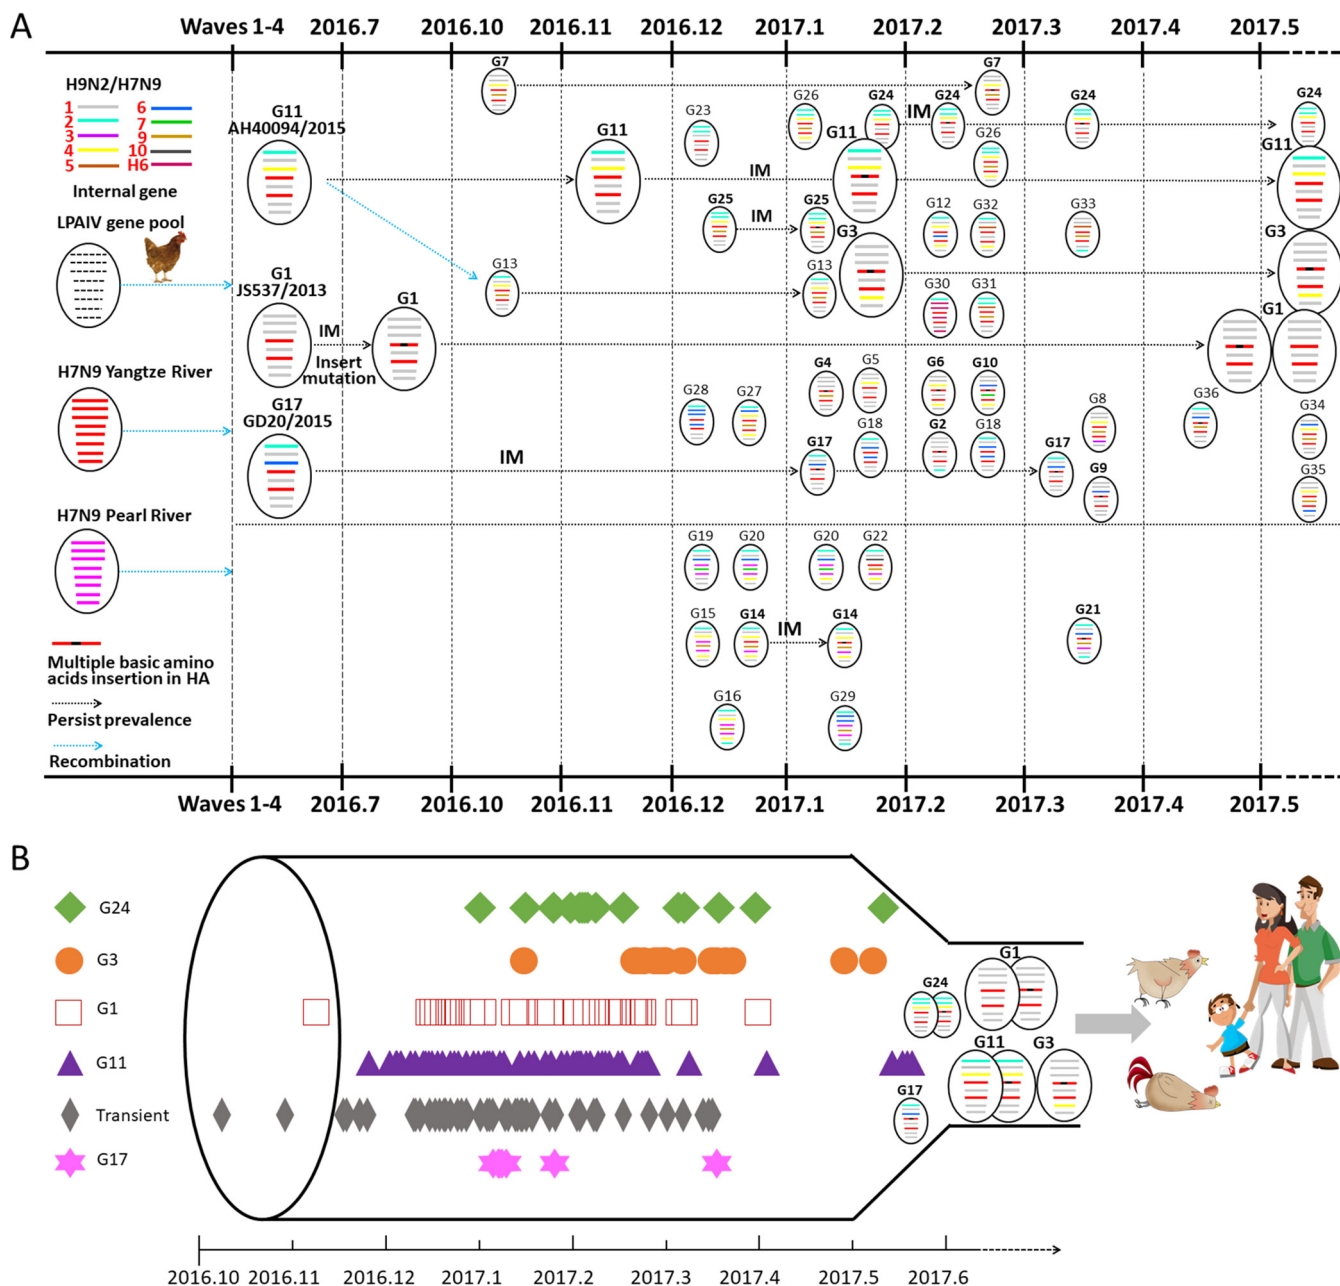 A
Waves 1-4 2016.7 2016.10 2016.11 2016.12 2017.1 2017.2 2017.3 2017.4 2017.5
H9N2/H7N9
1 6
2 7
3 9
4 10
5 H6
Internal gene
LPAIV gene pool
H7N9 Yangtze River
H7N9 Pearl River
Multiple basic amino
acids insertion in HA
Persist prevalence
Recombination
G7 G7
G11
AH40094/2015
G11
G23
G26
G24
IM
G24
G24
G24
G11
IM
G26
G11
G25
IM
G25
G12
G32
G33
G3
G3
G13
G13
G30
G31
G1
JS537/2013
IM
Insert
mutation
G1
G1
G17
GD20/2015
IM
G28
G27
G4
G5
G6
G10
G8
G36
G34
G17
G18
G2
G18
G17
G9
G35
G19
G20
G20
G22
G15
G14
IM
G14
G21
G16
G29
Waves 1-4 2016.7 2016.10 2016.11 2016.12 2017.1 2017.2 2017.3 2017.4 2017.5
B
G24
G3
G1
G11
Transient
G17
G1
G24
G11
G3
G17
2016.10 2016.11 2016.12 2017.1 2017.2 2017.3 2017.4 2017.5 2017.6